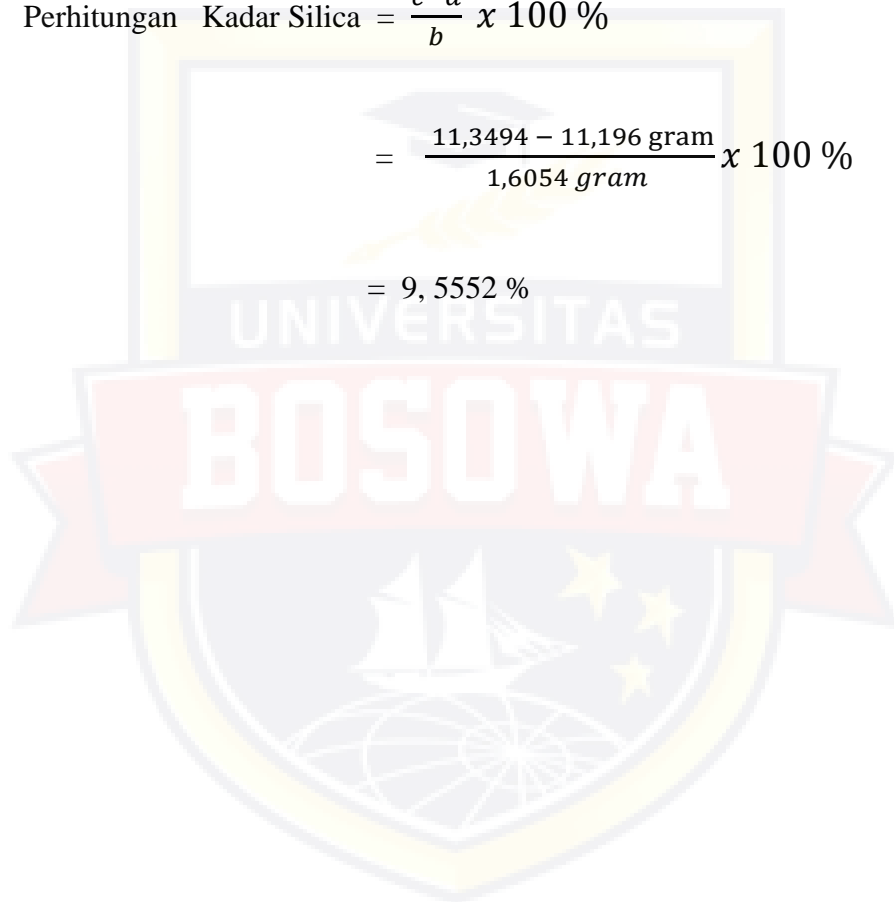 Perhitungan Kadar Silica = c - a / b x 100 %
= 11,3494 – 11,196 gram / 1,6054 gram x 100 %
= 9, 5552 %
UNIVERSITAS
BOSOWA